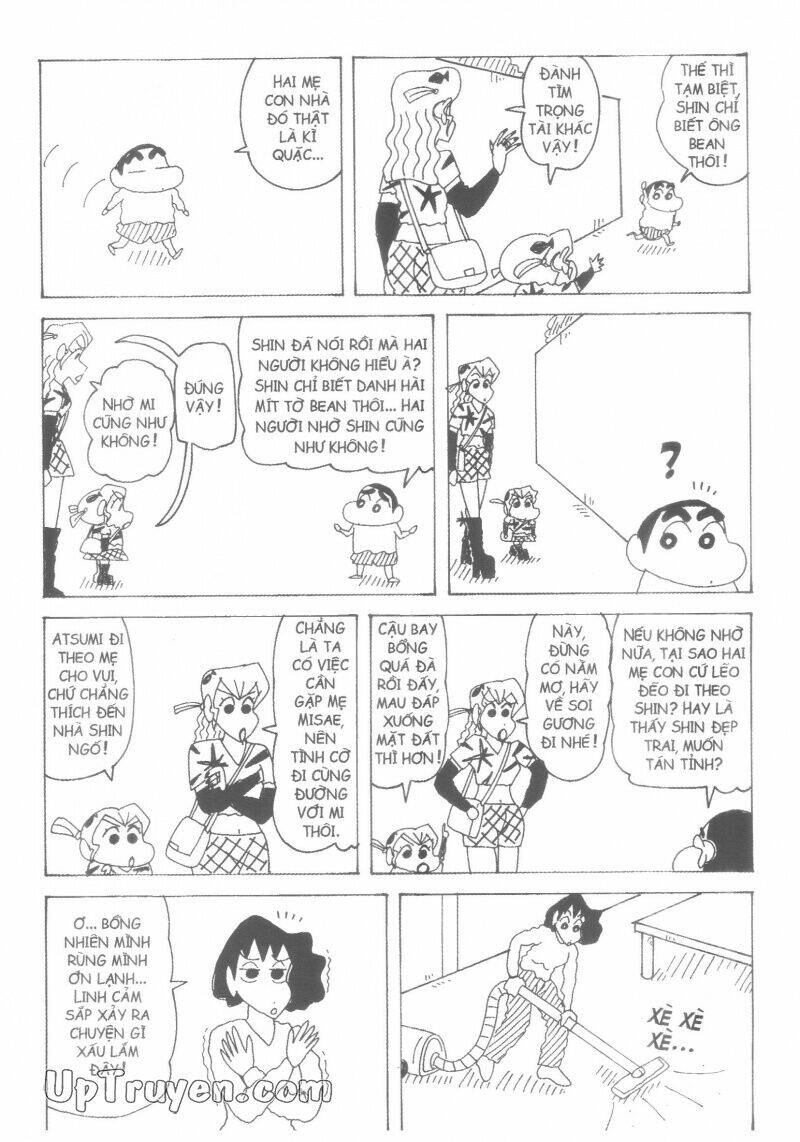 THẾ THÌ
TẠM BIỆT,
SHIN CHỈ
BIẾT ÔNG
BEAN
THÔI!
ĐÀNH
TÌM
TRỌNG
TÀI KHÁC
VẬY!
HAI MẸ
CON NHÀ
ĐÓ THẬT
LÀ KÌ
QUẶC...
?
SHIN ĐÃ NÓI RỒI MÀ HAI
NGƯỜI KHÔNG HIỂU À?
SHIN CHỈ BIẾT DANH HÀI
MÍT TỜ BEAN THÔI... HAI
NGƯỜI NHỜ SHIN CŨNG
NHƯ KHÔNG!
ĐÚNG
VẬY!
NHỜ MI
CŨNG NHƯ
KHÔNG!
NẾU KHÔNG NHỜ
NỮA, TẠI SAO HAI
MẸ CON CỨ LẼO
ĐẼO ĐI THEO
SHIN? HAY LÀ
THẤY SHIN ĐẸP
TRAI, MUỐN
TÁN TỈNH?
NÀY,
ĐỪNG
CÓ NẰM
MƠ, HÃY
VỀ SOI
GƯƠNG
ĐI NHÉ!
CẬU BAY
BỔNG
QUÁ ĐÀ
RỒI ĐẤY,
MAU ĐÁP
XUỐNG
MẶT ĐẤT
THÌ HƠN!
CHẲNG
LÀ TA
CÓ VIỆC
CẦN
GẶP MẸ
MISAE,
NÊN
TÌNH CỜ
ĐI CÙNG
ĐƯỜNG
VỚI MI
THÔI.
ATSUMI ĐI
THEO MẸ
CHO VUI,
CHỨ CHẲNG
THÍCH ĐẾN
NHÀ SHIN
NGỐ!
XÈ XÈ
XÈ...
Ơ... BỖNG
NHIÊN MÌNH
RÙNG MÌNH
ỚN LẠNH...
LINH CẢM
SẮP XẢY RA
CHUYỆN GÌ
XẤU LẮM
ĐÂY!
UpTruyen.com